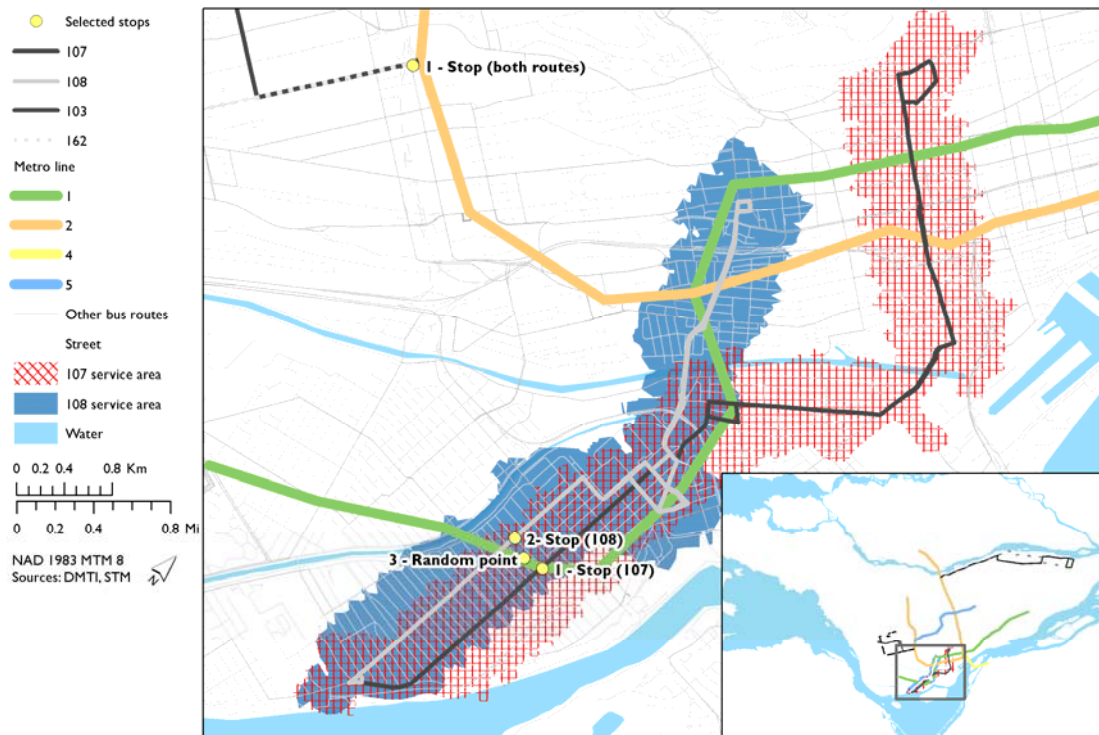 Selected stops
107
108
103
162
Metro line
1
2
4
5
Other bus routes
Street
107 service area
108 service area
Water
0 0.2 0.4 0.8 Km
0 0.2 0.4 0.8 Mi
NAD 1983 MTM 8
Sources: DMTI, STM
N
1 - Stop (both routes)
2- Stop (108)
3 - Random point
1 - Stop (107)